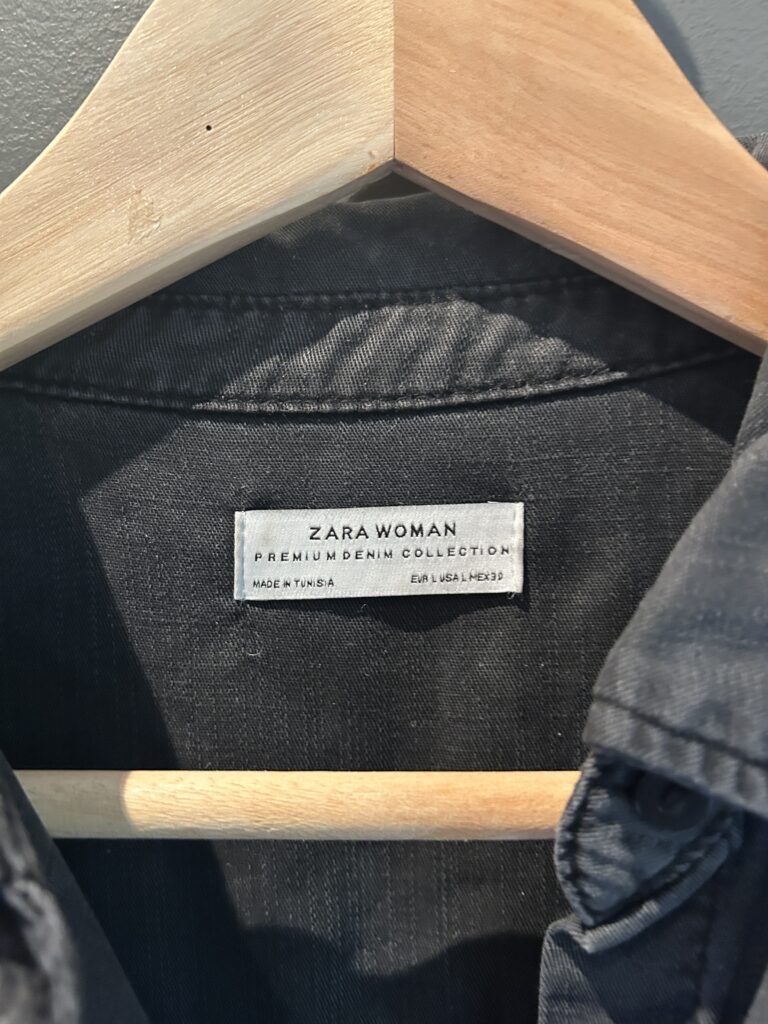 ZARA WOMAN
PREMIUM DENIM COLLECTION
MADE IN TUNISIA EUR L USA L MEX 30